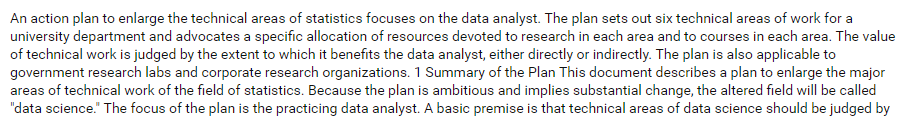 An action plan to enlarge the technical areas of statistics focuses on the data analyst. The plan sets out six technical areas of work for a
university department and advocates a specific allocation of resources devoted to research in each area and to courses in each area. The value
of technical work is judged by the extent to which it benefits the data analyst, either directly or indirectly. The plan is also applicable to
government research labs and corporate research organizations. 1 Summary of the Plan This document describes a plan to enlarge the major
areas of technical work of the field of statistics. Because the plan is ambitious and implies substantial change, the altered field will be called
"data science." The focus of the plan is the practicing data analyst. A basic premise is that technical areas of data science should be judged by